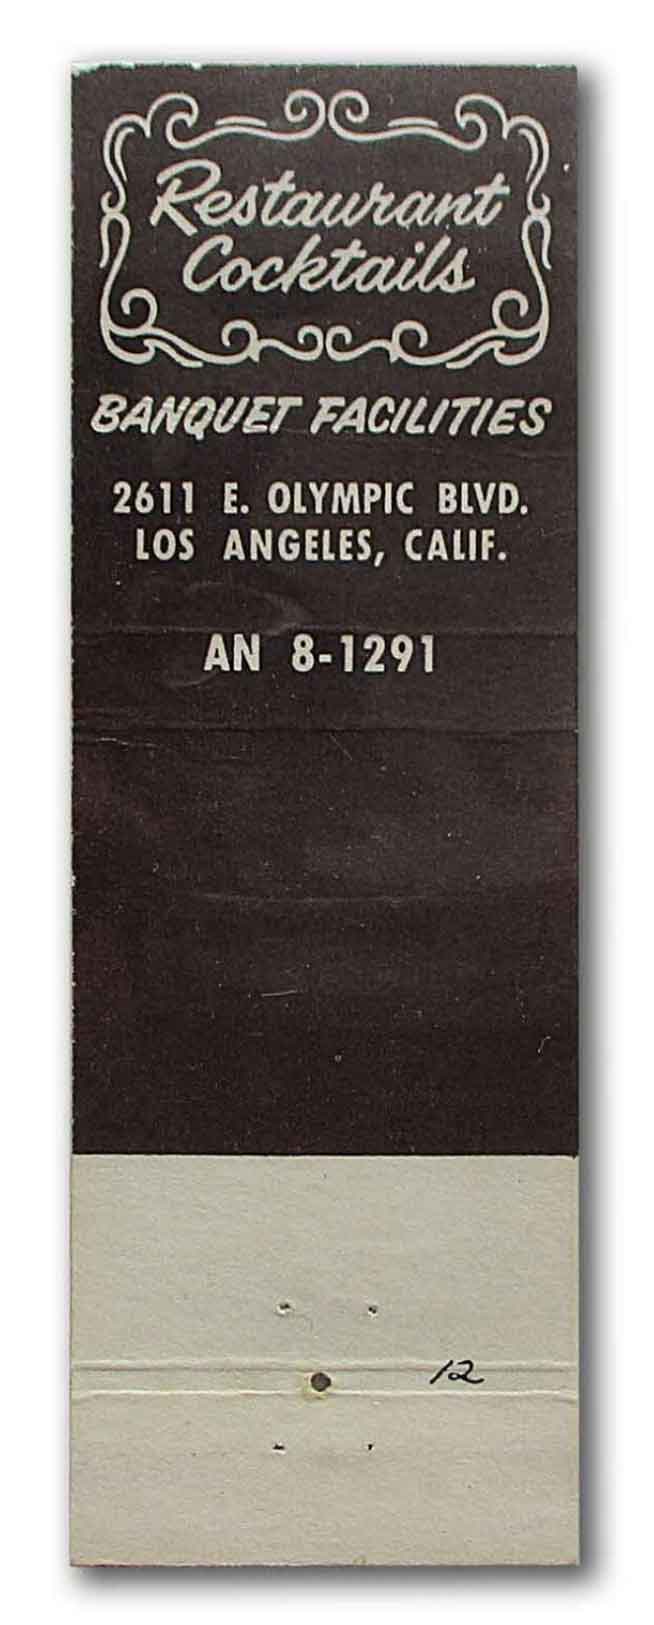 Restaurant
Cocktails
BANQUET FACILITIES
2611 E. OLYMPIC BLVD.
LOS ANGELES, CALIF.
AN 8-1291
12